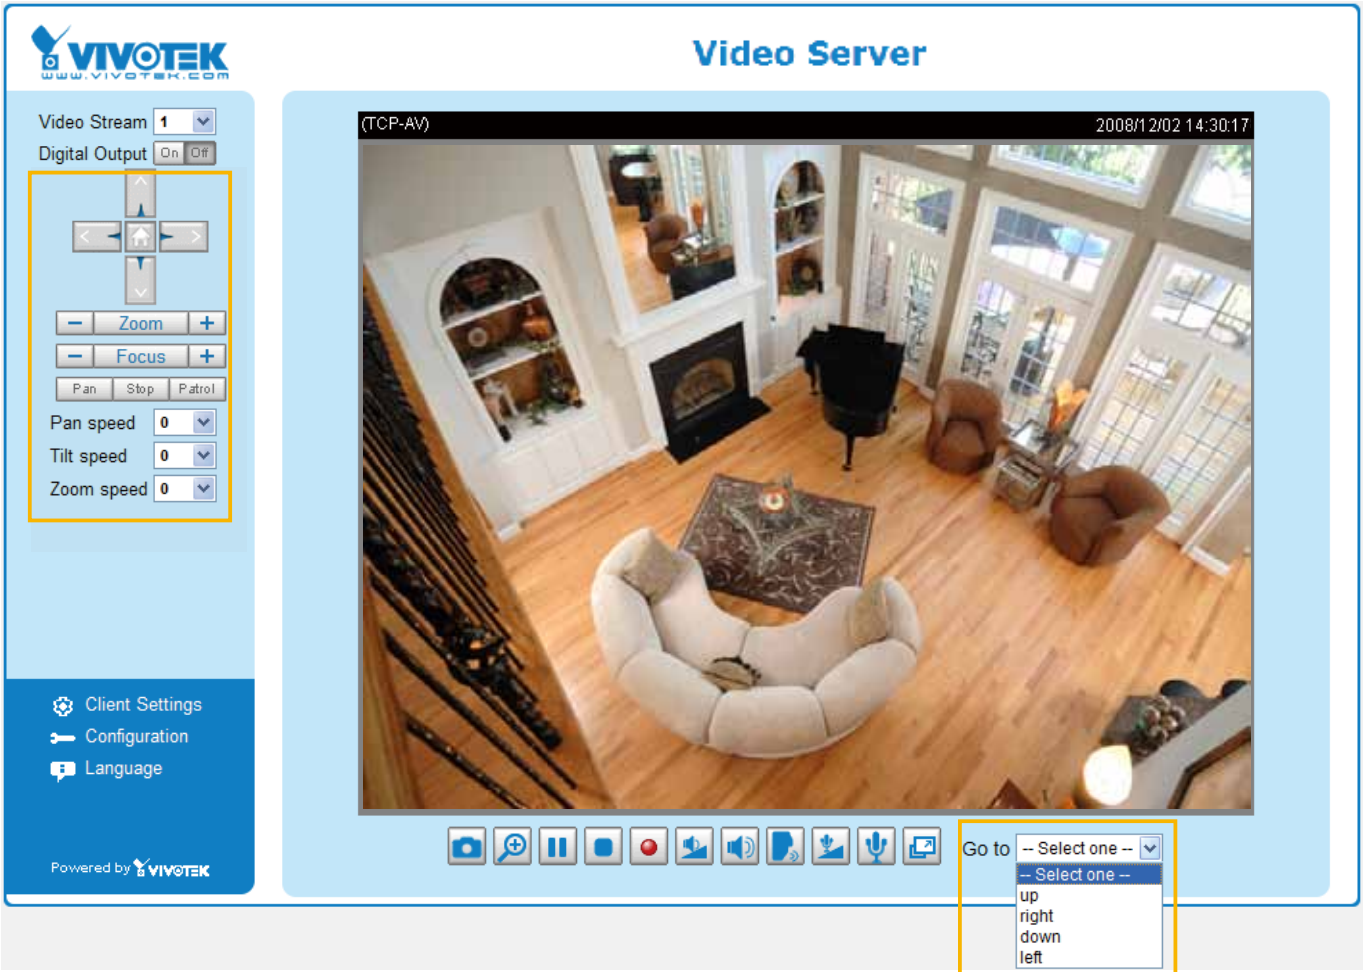 VIVOTEK
www.vivotek.com
Video Server
Video Stream 1
Digital Output On Off
Zoom
Focus
Pan Stop Patrol
Pan speed 0
Tilt speed 0
Zoom speed 0
Client Settings
Configuration
Language
Powered by VIVOTEK
(TCP-AV) 2008/12/02 14:30:17
Go to -- Select one --
-- Select one --
up
right
down
left